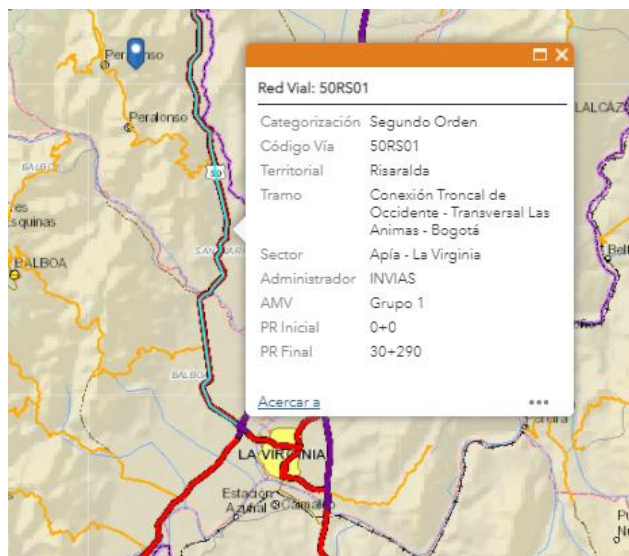 Peralonso
Peralonso
BALBOA
50
BALBOA
BALBOA
LA VIRGINIA
Estación
Azufral
Red Vial: 50RS01
Categorización Segundo Orden
Código Vía 50RS01
Territorial Risaralda
Tramo Conexión Troncal de
Occidente - Transversal Las
Animas - Bogotá
Sector Apía - La Virginia
Administrador INVIAS
AMV Grupo 1
PR Inicial 0+0
PR Final 30+290
Acercar a